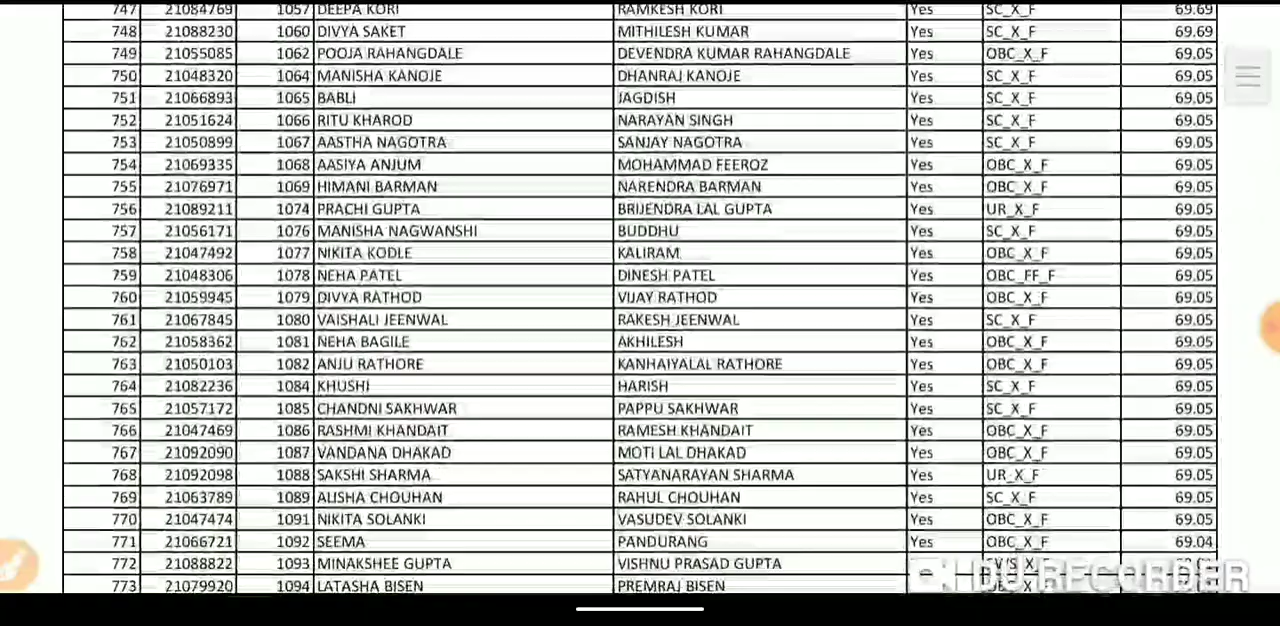 747 21084769 1057 DEEPA KORI RAMKESH KORI Yes SC_X_F 69.69
748 21088230 1060 DIVYA SAKET MITHILESH KUMAR Yes SC_X_F 69.69
749 21055085 1062 POOJA RAHANGDALE DEVENDRA KUMAR RAHANGDALE Yes OBC_X_F 69.05
750 21048320 1064 MANISHA KANOJE DHANRAJ KANOJE Yes SC_X_F 69.05
751 21066893 1065 BABLI JAGDISH Yes SC_X_F 69.05
752 21051624 1066 RITU KHAROD NARAYAN SINGH Yes SC_X_F 69.05
753 21050899 1067 AASTHA NAGOTRA SANJAY NAGOTRA Yes SC_X_F 69.05
754 21069335 1068 AASIYA ANJUM MOHAMMAD FEEROZ Yes OBC_X_F 69.05
755 21076971 1069 HIMANI BARMAN NARENDRA BARMAN Yes OBC_X_F 69.05
756 21089211 1074 PRACHI GUPTA BRIJENDRA LAL GUPTA Yes UR_X_F 69.05
757 21056171 1076 MANISHA NAGWANSHI BUDDHU Yes SC_X_F 69.05
758 21047492 1077 NIKITA KODLE KALIRAM Yes OBC_X_F 69.05
759 21048306 1078 NEHA PATEL DINESH PATEL Yes OBC_FF_F 69.05
760 21059945 1079 DIVYA RATHOD VIJAY RATHOD Yes OBC_X_F 69.05
761 21067845 1080 VAISHALI JEENWAL RAKESH JEENWAL Yes SC_X_F 69.05
762 21058362 1081 NEHA BAGILE AKHILESH Yes OBC_X_F 69.05
763 21050103 1082 ANJU RATHORE KANHAIYALAL RATHORE Yes OBC_X_F 69.05
764 21082236 1084 KHUSHI HARISH Yes SC_X_F 69.05
765 21057172 1085 CHANDNI SAKHWAR PAPPU SAKHWAR Yes SC_X_F 69.05
766 21047469 1086 RASHMI KHANDAIT RAMESH KHANDAIT Yes OBC_X_F 69.05
767 21092090 1087 VANDANA DHAKAD MOTI LAL DHAKAD Yes OBC_X_F 69.05
768 21092098 1088 SAKSHI SHARMA SATYANARAYAN SHARMA Yes UR_X_F 69.05
769 21063789 1089 ALISHA CHOUHAN RAHUL CHOUHAN Yes SC_X_F 69.05
770 21047474 1091 NIKITA SOLANKI VASUDEV SOLANKI Yes OBC_X_F 69.05
771 21066721 1092 SEEMA PANDURANG Yes OBC_X_F 69.04
772 21088822 1093 MINAKSHEE GUPTA VISHNU PRASAD GUPTA
773 21079920 1094 LATASHA BISEN PREMRAJ BISEN
DU RECORDER